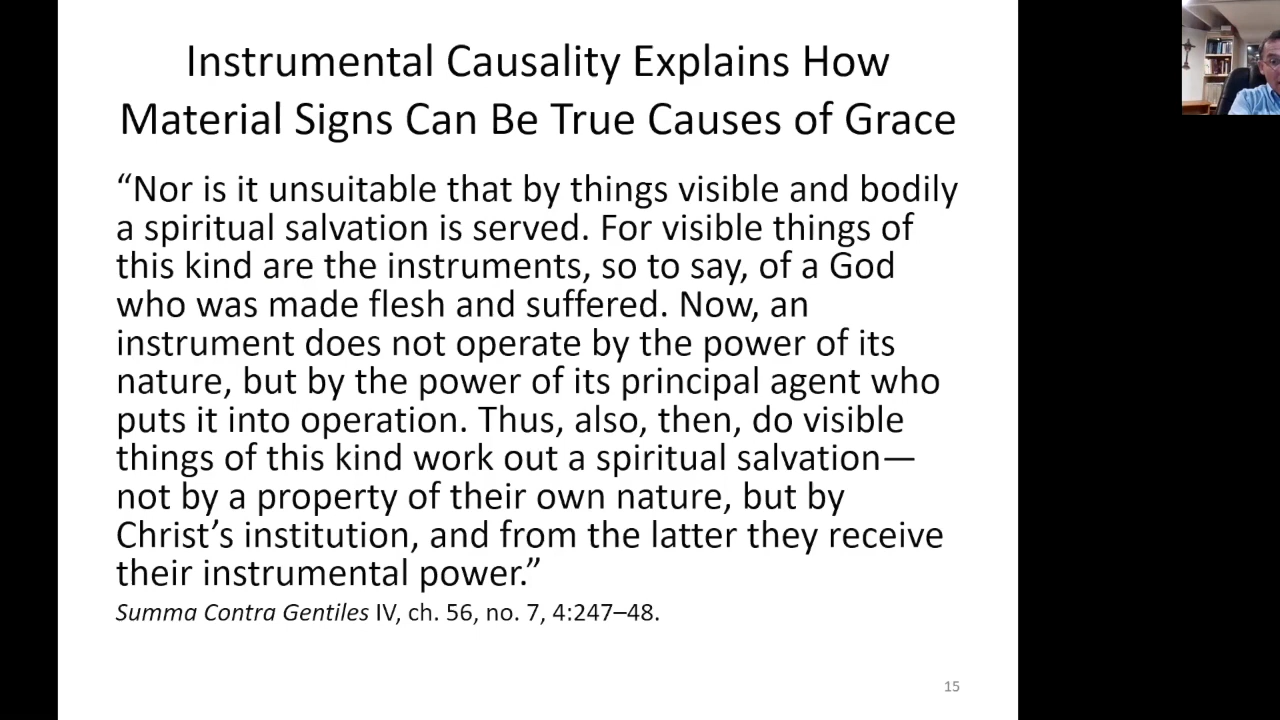 Instrumental Causality Explains How
Material Signs Can Be True Causes of Grace
“Nor is it unsuitable that by things visible and bodily
a spiritual salvation is served. For visible things of
this kind are the instruments, so to say, of a God
who was made flesh and suffered. Now, an
instrument does not operate by the power of its
nature, but by the power of its principal agent who
puts it into operation. Thus, also, then, do visible
things of this kind work out a spiritual salvation—
not by a property of their own nature, but by
Christ’s institution, and from the latter they receive
their instrumental power.”
Summa Contra Gentiles IV, ch. 56, no. 7, 4:247–48.
15